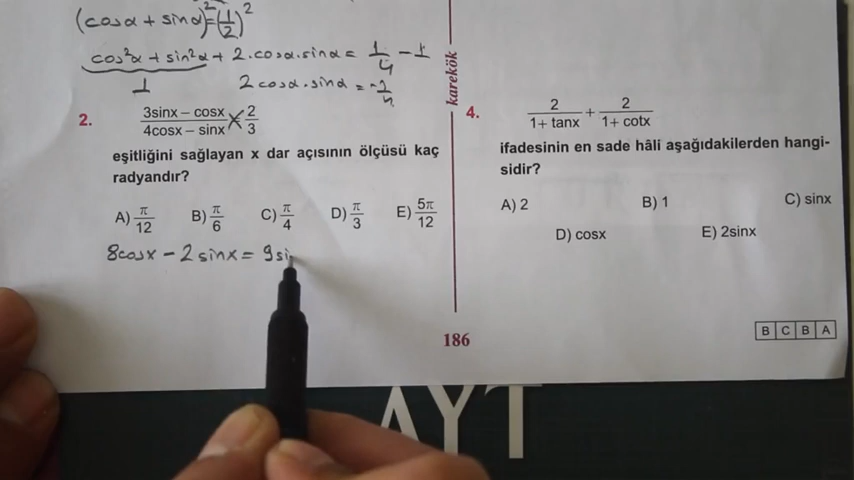 (cosα + sinα)² = (1/2)²
cos²α + sin²α + 2.cosα.sinα = 1/4 - 1
1 2cosα.sinα =
2. (3sinx – cosx)/(4cosx – sinx) × 2/3
eşitliğini sağlayan x dar açısının ölçüsü kaç
radyandır?
A) π/12 B) π/6 C) π/4 D) π/3 E) 5π/12
8cosx - 2sinx = 9si
karekök
4. 2/(1+ tanx) + 2/(1+ cotx)
ifadesinin en sade hâli aşağıdakilerden hangi-
sidir?
A) 2 B) 1 C) sinx
D) cosx E) 2sinx
B C B A
186
AYT